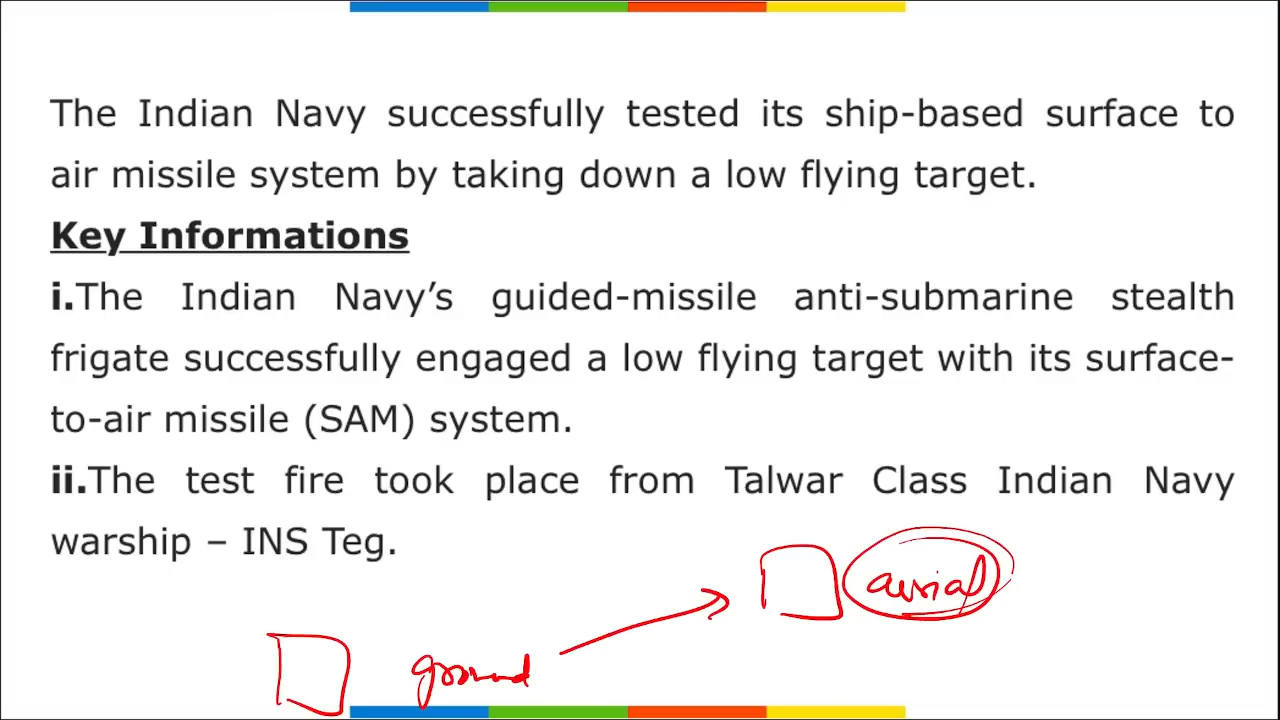 The Indian Navy successfully tested its ship-based surface to
air missile system by taking down a low flying target.
Key Informations
i.The Indian Navy’s guided-missile anti-submarine stealth
frigate successfully engaged a low flying target with its surface-
to-air missile (SAM) system.
ii.The test fire took place from Talwar Class Indian Navy
warship – INS Teg.
aerial
ground